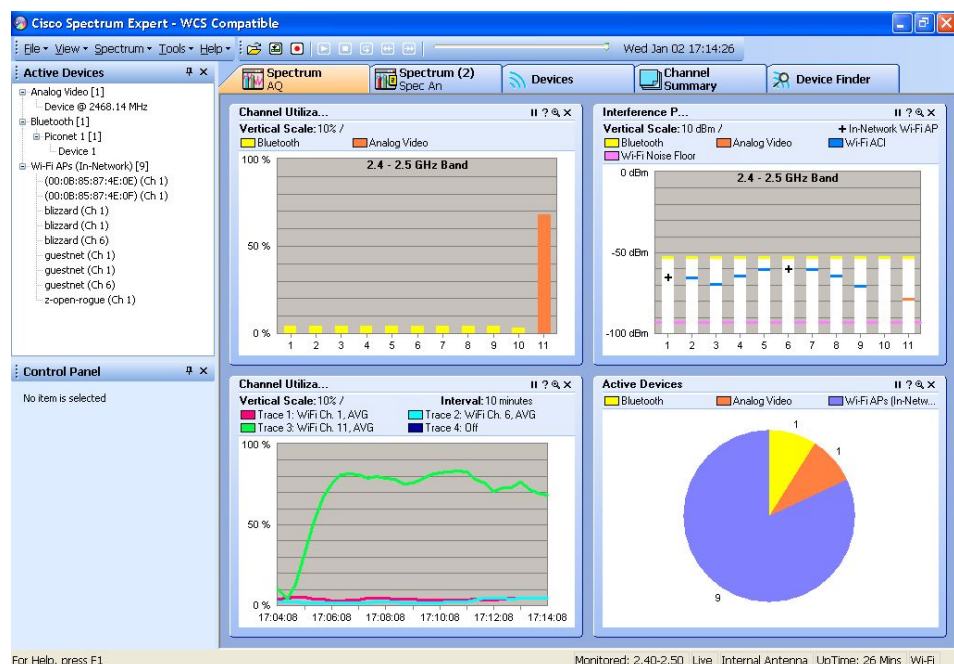 Cisco Spectrum Expert - WCS Compatible
File View Spectrum Tools Help Wed Jan 02 17:14:26
Active Devices
Analog Video [1]
Device @ 2468.14 MHz
Bluetooth [1]
Piconet 1 [1]
Device 1
Wi-Fi APs (In-Network) [9]
(00:0B:85:87:4E:0E) (Ch 1)
(00:0B:85:87:4E:0F) (Ch 1)
blizzard (Ch 1)
blizzard (Ch 1)
blizzard (Ch 6)
guestnet (Ch 1)
guestnet (Ch 1)
guestnet (Ch 6)
z-open-rogue (Ch 1)
Control Panel
No item is selected
Spectrum
AQ
Spectrum (2)
Spec An
Devices
Channel
Summary
Device Finder
Channel Utiliza...
Vertical Scale: 10% /
Bluetooth Analog Video
100 %
2.4 - 2.5 GHz Band
50 %
0 %
1 2 3 4 5 6 7 8 9 10 11
Interference P...
Vertical Scale: 10 dBm / + In-Network Wi-Fi AP
Bluetooth Analog Video Wi-Fi ACI
Wi-Fi Noise Floor
0 dBm
2.4 - 2.5 GHz Band
-50 dBm
-100 dBm
1 2 3 4 5 6 7 8 9 10 11
Channel Utiliza...
Vertical Scale: 10% / Interval: 10 minutes
Trace 1: WiFi Ch. 1, AVG Trace 2: WiFi Ch. 6, AVG
Trace 3: WiFi Ch. 11, AVG Trace 4: Off
100 %
50 %
0 %
17:04:08 17:06:08 17:08:08 17:10:08 17:12:08 17:14:08
Active Devices
Bluetooth Analog Video Wi-Fi APs (In-Netw...
1
1
9
For Help, press F1
Monitored: 2.40-2.50 Live Internal Antenna UpTime: 26 Mins Wi-Fi